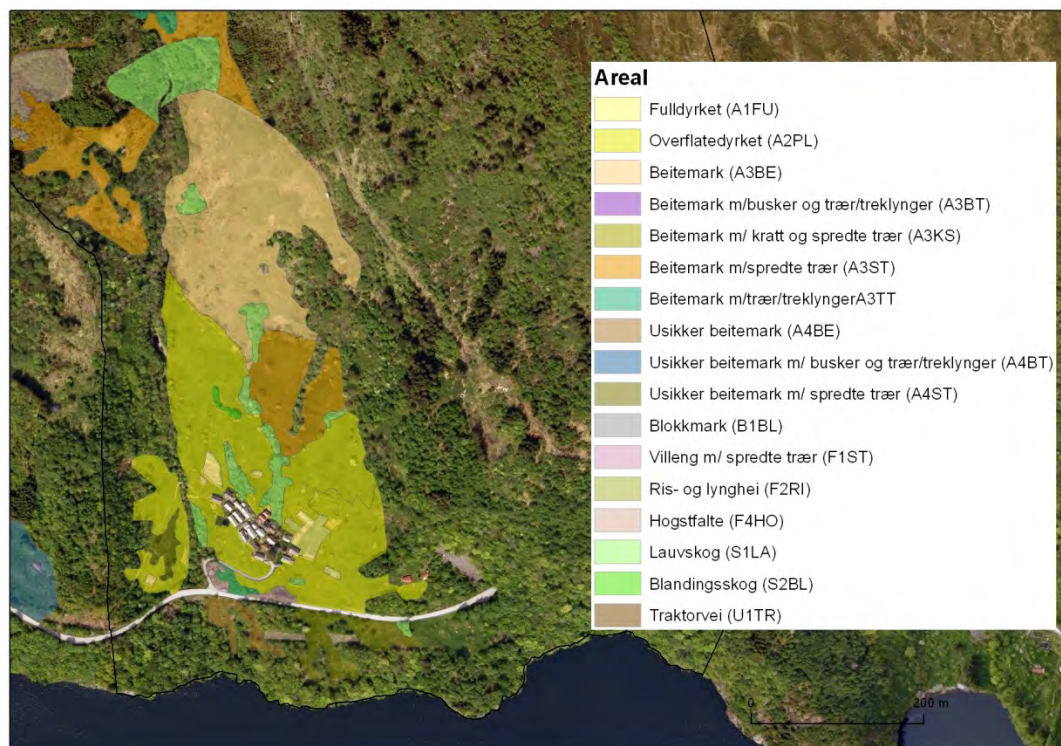 Areal
Fulldyrket (A1FU)
Overflatedyrket (A2PL)
Beitemark (A3BE)
Beitemark m/busker og trær/treklynger (A3BT)
Beitemark m/ kratt og spredte trær (A3KS)
Beitemark m/spredte trær (A3ST)
Beitemark m/trær/treklyngerA3TT
Usikker beitemark (A4BE)
Usikker beitemark m/ busker og trær/treklynger (A4BT)
Usikker beitemark m/ spredte trær (A4ST)
Blokkmark (B1BL)
Villeng m/ spredte trær (F1ST)
Ris- og lynghei (F2RI)
Hogstfalte (F4HO)
Lauvskog (S1LA)
Blandingsskog (S2BL)
Traktorvei (U1TR)
0 200 m